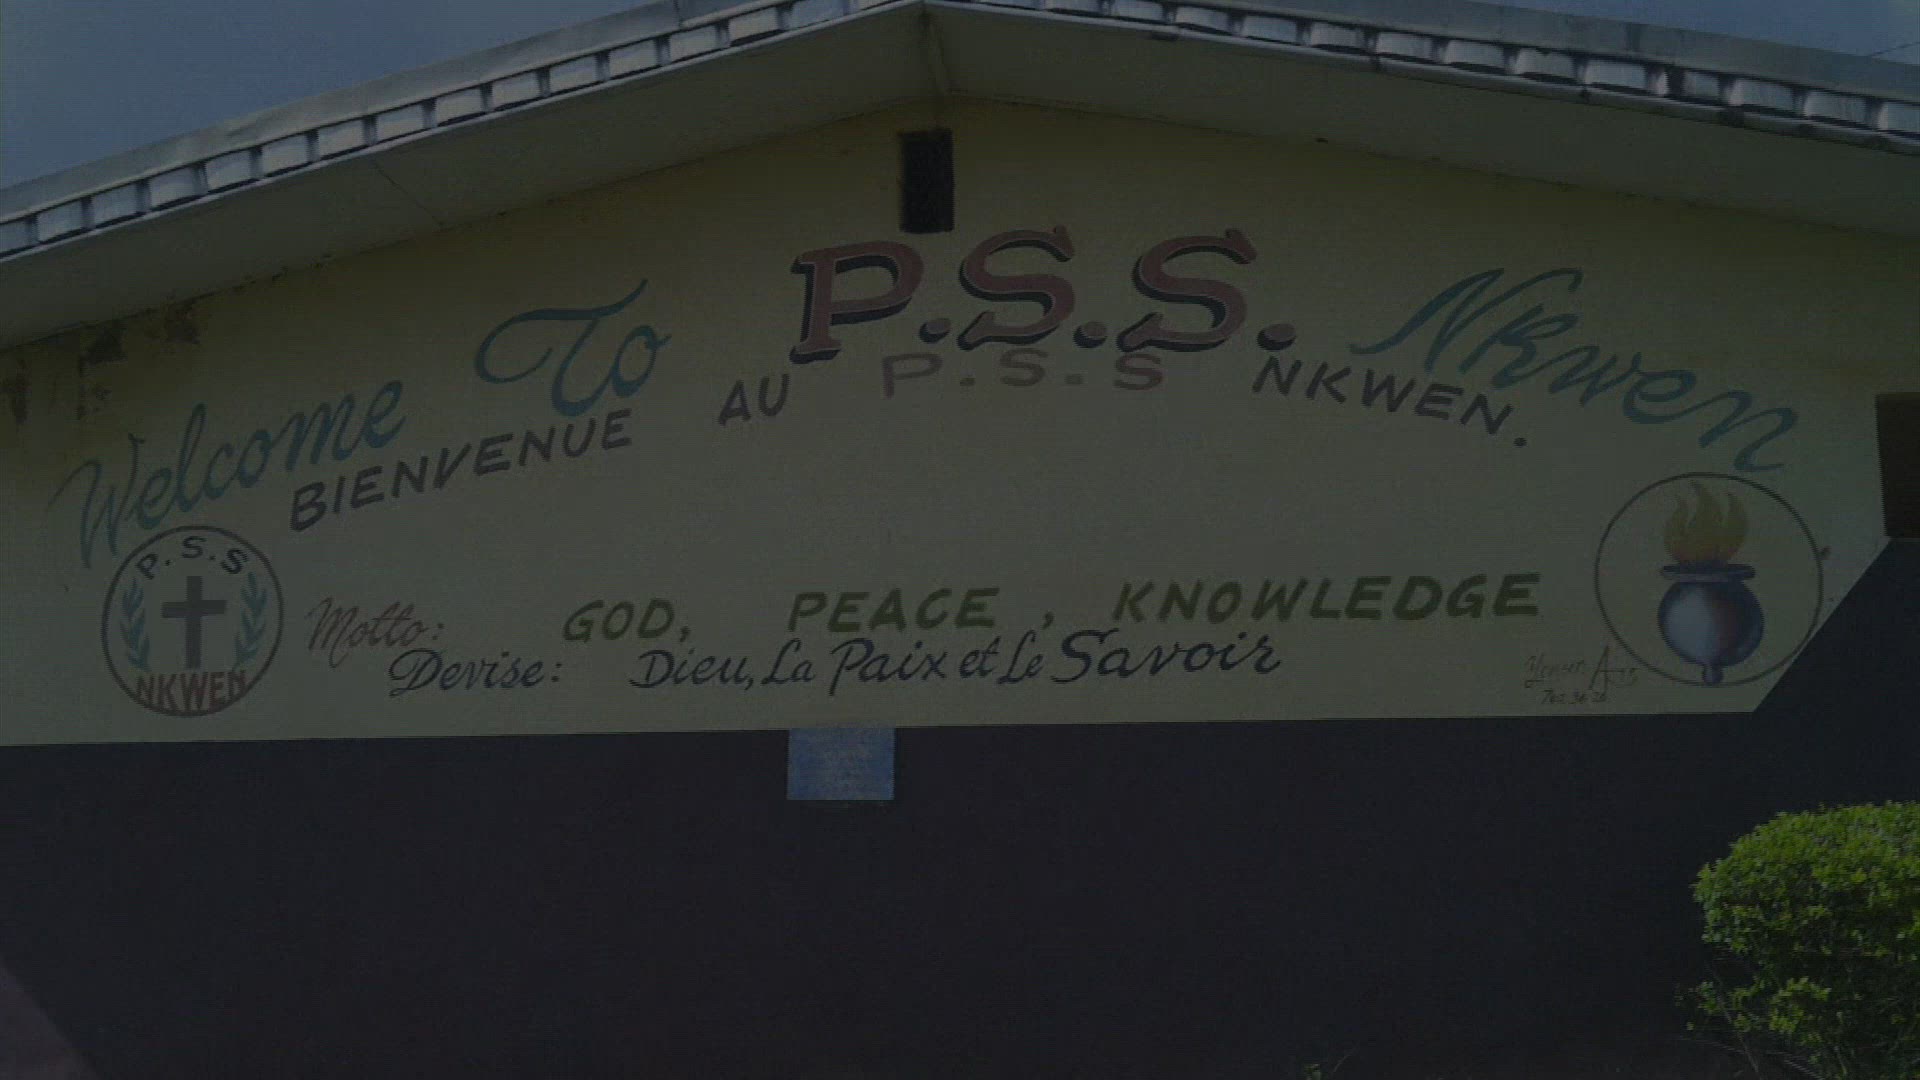 Welcome To P.S.S. Nkwen
BIENVENUE AU P.S.S NKWEN.
P.S.S
NKWEN
Motto: GOD, PEACE, KNOWLEDGE
Devise: Dieu, La Paix et Le Savoir